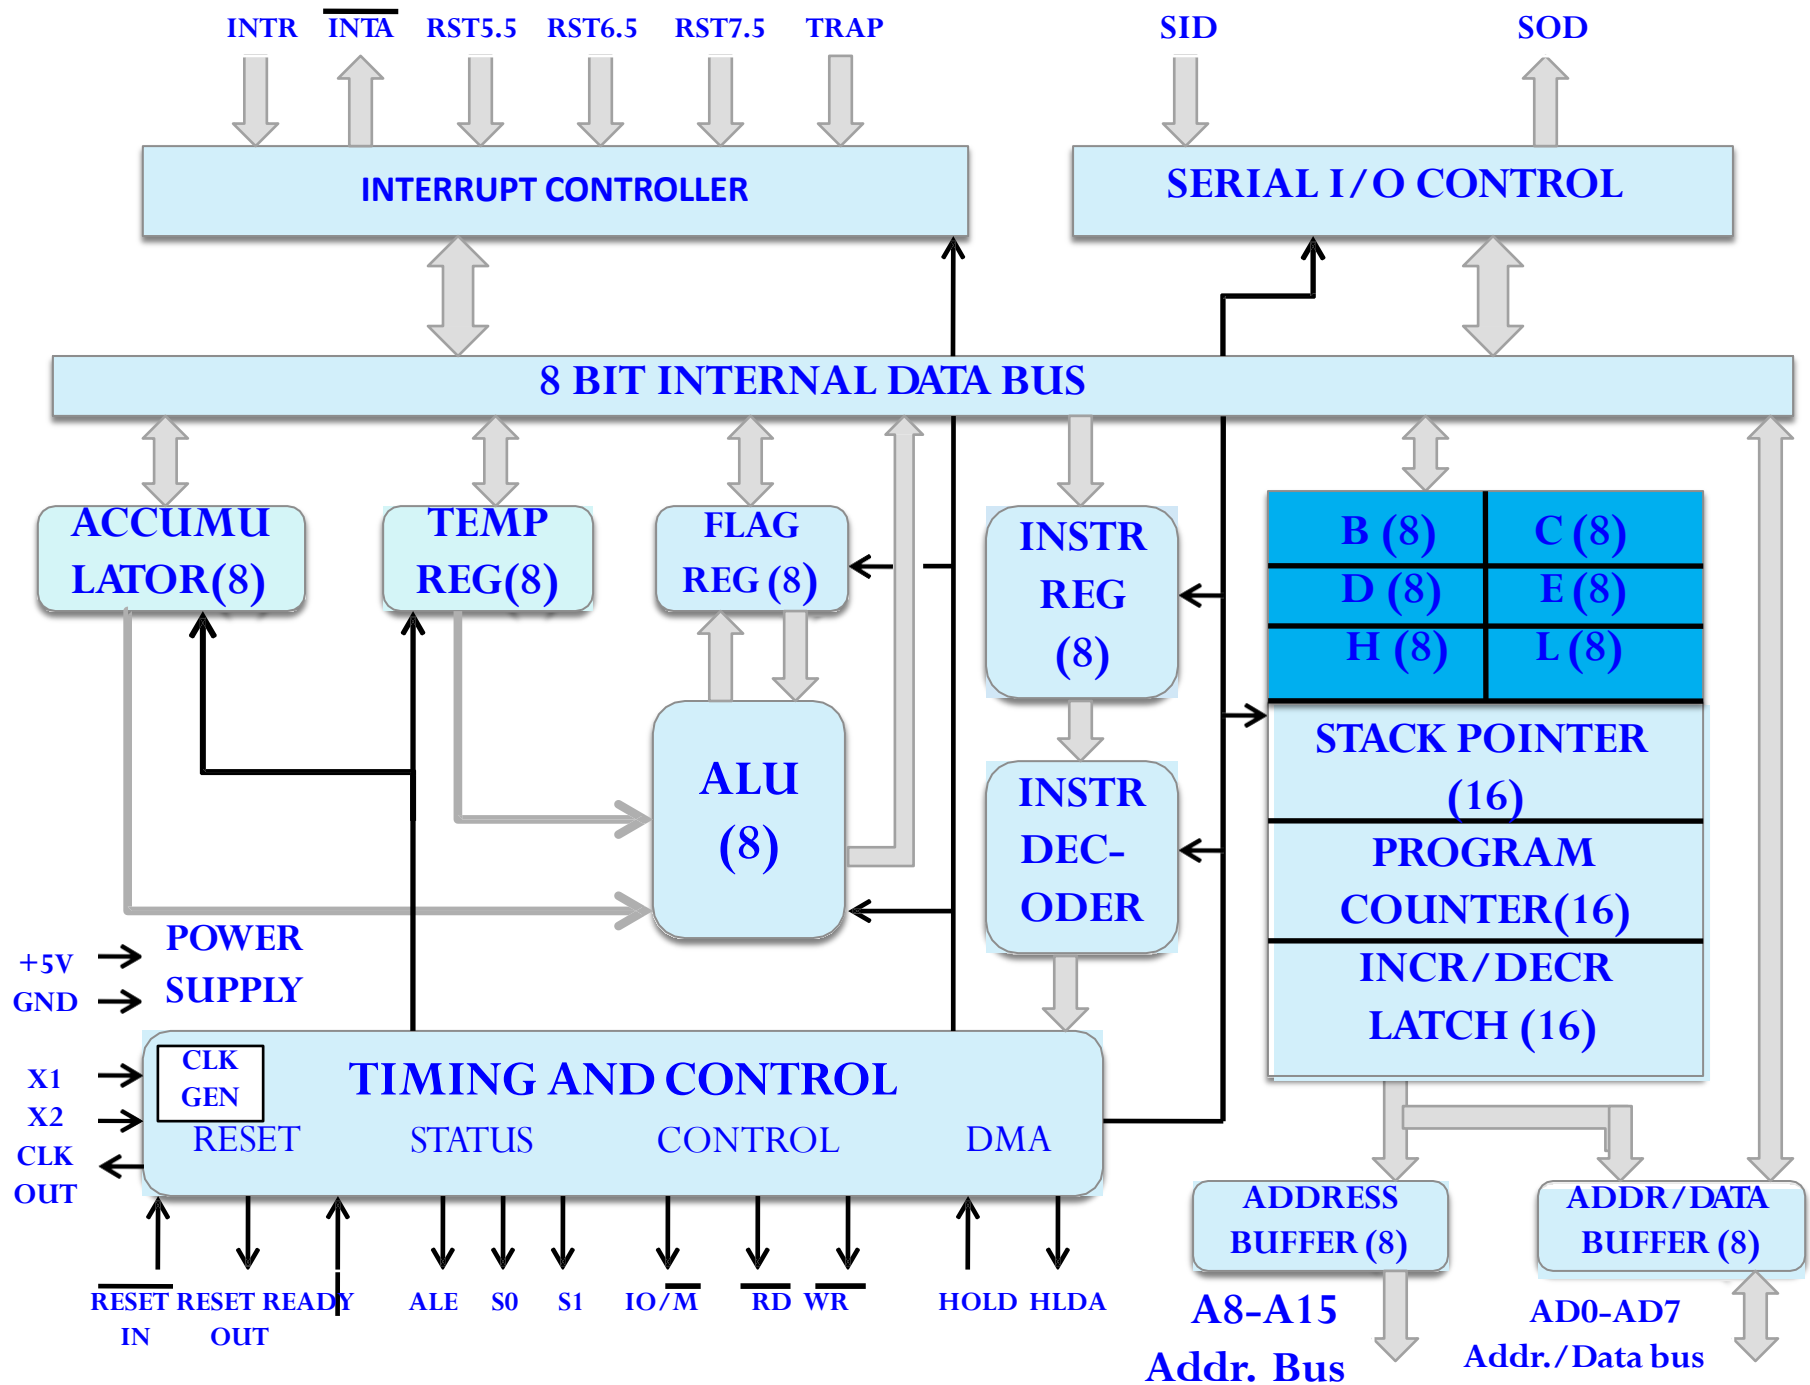 INTR INTA RST5.5 RST6.5 RST7.5 TRAP SID SOD
INTERRUPT CONTROLLER
SERIAL I/O CONTROL
8 BIT INTERNAL DATA BUS
ACCUMU
LATOR(8)
TEMP
REG(8)
FLAG
REG (8)
INSTR
REG
(8)
B (8) C (8)
D (8) E (8)
H (8) L (8)
STACK POINTER
(16)
PROGRAM
COUNTER(16)
INCR/DECR
LATCH (16)
ALU
(8)
INSTR
DEC-
ODER
+5V
GND
POWER
SUPPLY
X1
X2
CLK
OUT
CLK
GEN
TIMING AND CONTROL
RESET STATUS CONTROL DMA
RESET
IN
RESET
OUT
READY
ALE S0 S1 IO/M RD WR HOLD HLDA
ADDRESS
BUFFER (8)
ADDR/DATA
BUFFER (8)
A8-A15
Addr. Bus
AD0-AD7
Addr./Data bus